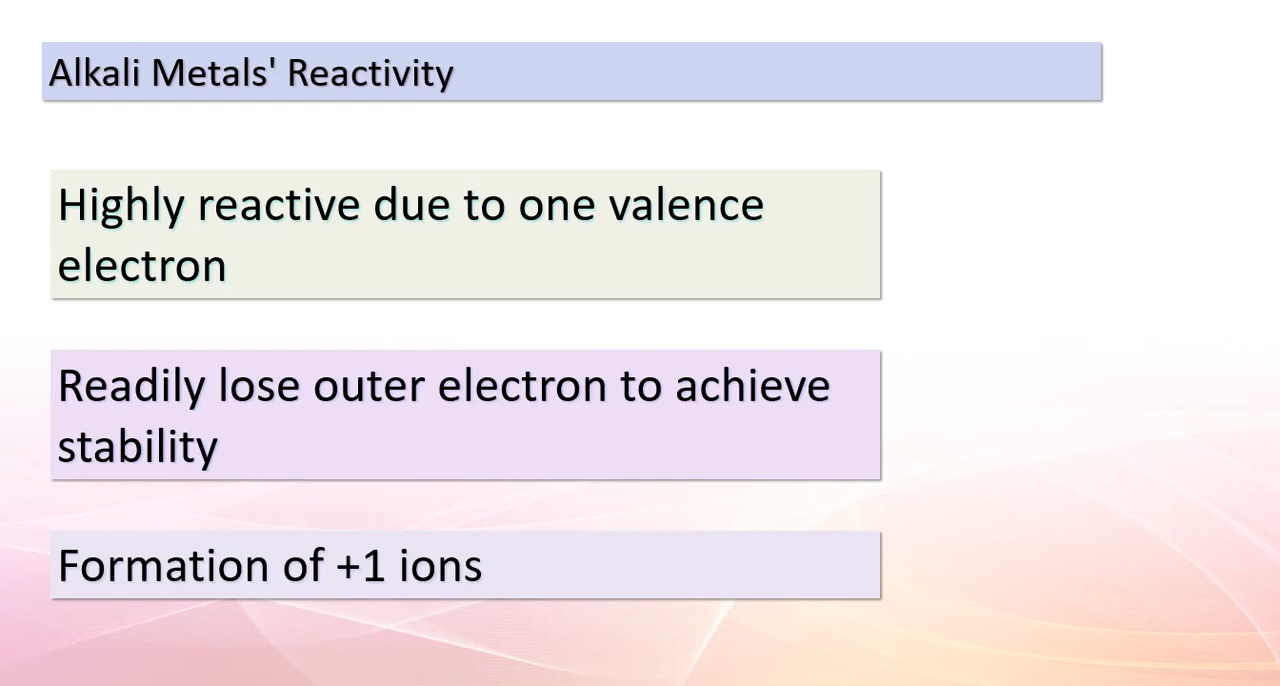 Alkali Metals' Reactivity
Highly reactive due to one valence
electron
Readily lose outer electron to achieve
stability
Formation of +1 ions